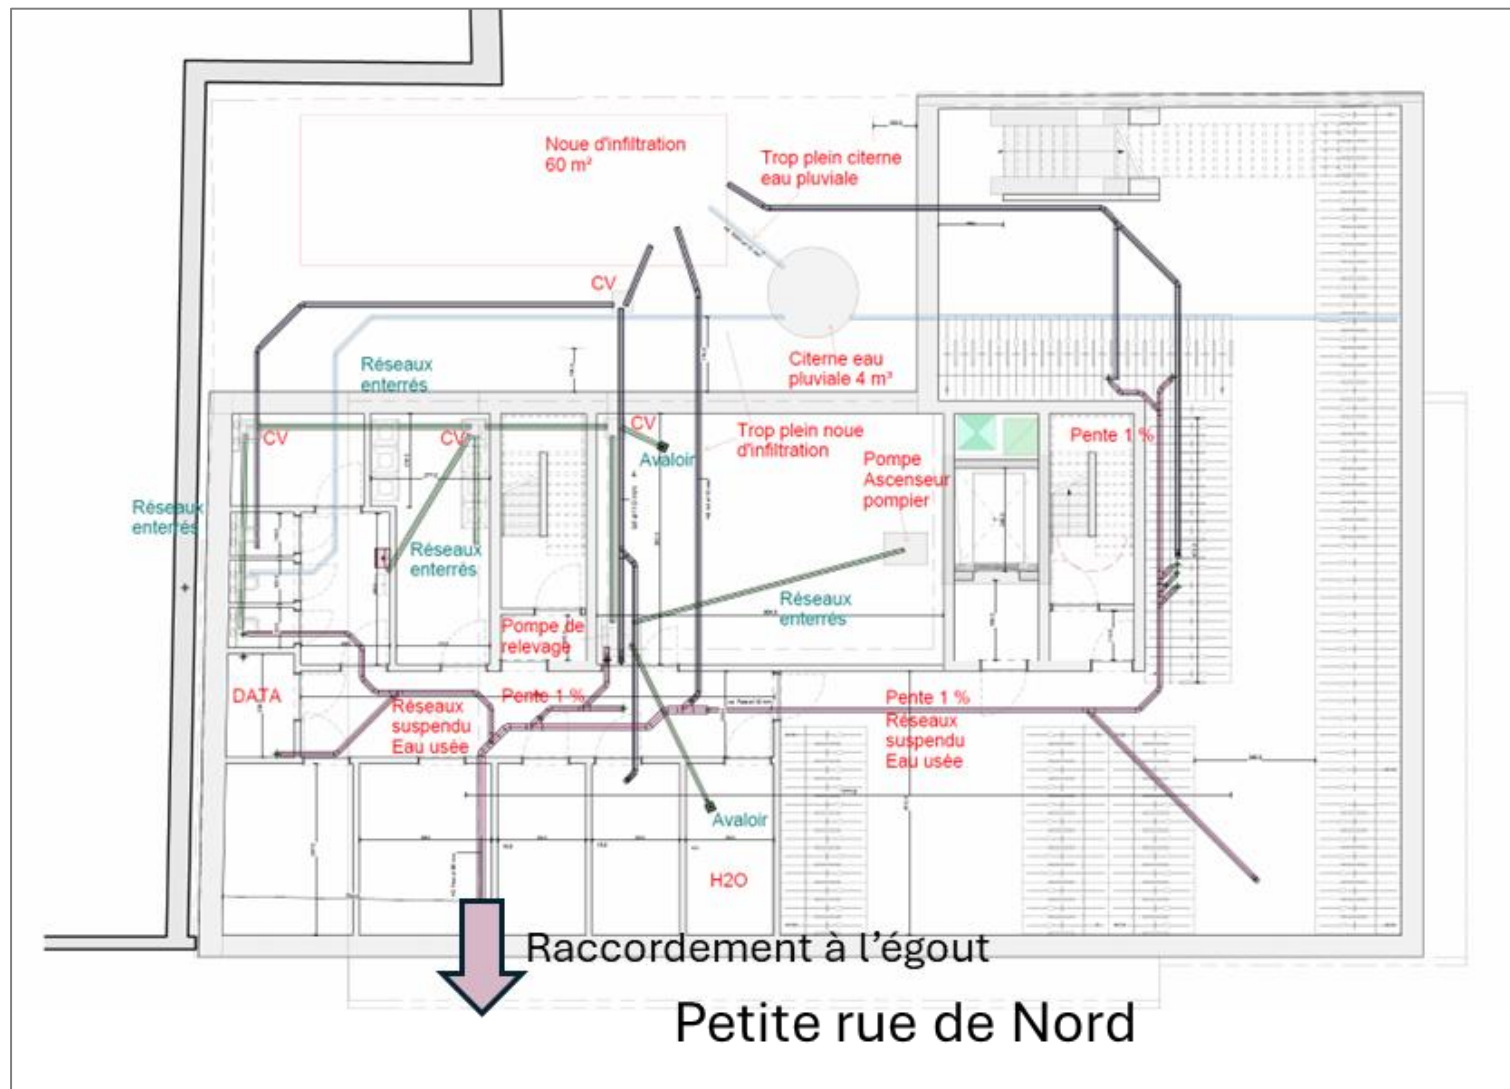 Noue d'infiltration
60 m²
Trop plein citerne
eau pluviale
CV
Réseaux
enterrés
Citerne eau
pluviale 4 m³
CV
CV
CV
Avaloir
Trop plein noue
d'infiltration
Pente 1 %
Pompe
Ascenseur
pompier
Réseaux
enterrés
Réseaux
enterrés
Réseaux
enterrés
Pompe de
relevage
DATA
Pente 1 %
Réseaux
suspendu
Eau usée
Pente 1 %
Réseaux
suspendu
Eau usée
Avaloir
H2O
Raccordement à l'égout
Petite rue de Nord